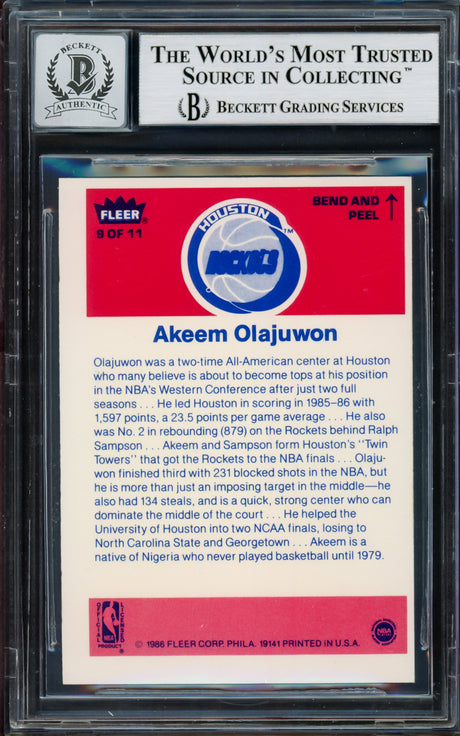 BECKETT
B
AUTHENTIC
THE WORLD'S MOST TRUSTED
SOURCE IN COLLECTING™
B BECKETT GRADING SERVICES
FLEER®
9 OF 11
HOUSTON
ROCKETS
TM
BEND AND
PEEL ↑
Akeem Olajuwon
Olajuwon was a two-time All-American center at Houston
who many believe is about to become tops at his position
in the NBA's Western Conference after just two full
seasons . . . He led Houston in scoring in 1985–86 with
1,597 points, a 23.5 points per game average . . . He also
was No. 2 in rebounding (879) on the Rockets behind Ralph
Sampson . . . Akeem and Sampson form Houston's "Twin
Towers" that got the Rockets to the NBA finals . . . Olaju-
won finished third with 231 blocked shots in the NBA, but
he is more than just an imposing target in the middle—he
also had 134 steals, and is a quick, strong center who can
dominate the middle of the court . . . He helped the
University of Houston into two NCAA finals, losing to
North Carolina State and Georgetown . . . Akeem is a
native of Nigeria who never played basketball until 1979.
OFFICIAL
NBA
LICENSED
PRODUCT
© 1986 FLEER CORP. PHILA. 19141 PRINTED IN U.S.A.
NBA